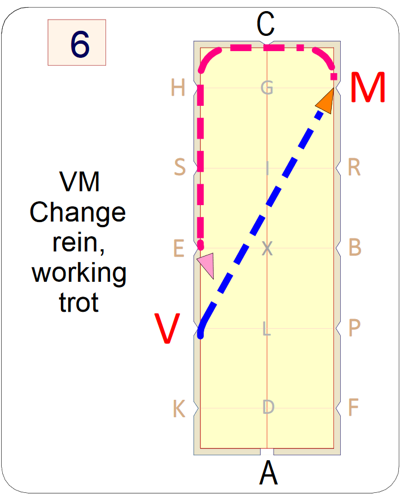 6
C
H G M
S I R
VM
Change
rein,
working
trot
E X B
V L P
K D F
A